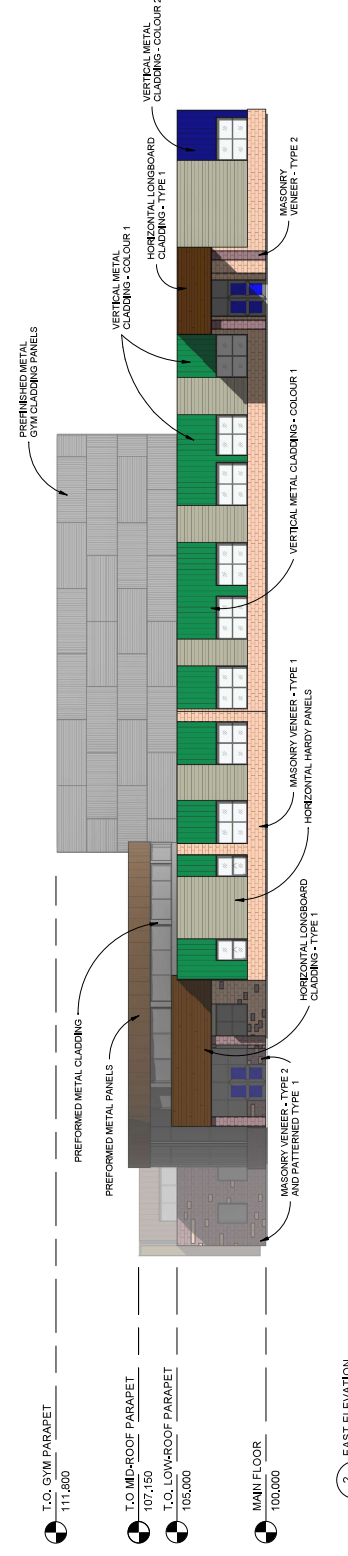 PREFINISHED METAL
GYM CLADDING PANELS
VERTICAL METAL
CLADDING - COLOUR 1
HORIZONTAL LONGBOARD
CLADDING - TYPE 1
VERTICAL METAL
CLADDING - COLOUR 2
T.O. GYM PARAPET
111,800
T.O MID-ROOF PARAPET
107,150
T.O. LOW-ROOF PARAPET
105,000
MAIN FLOOR
100,000
PREFORMED METAL CLADDING
PREFORMED METAL PANELS
MASONRY VENEER - TYPE 2
AND PATTERNED TYPE 1
HORIZONTAL LONGBOARD
CLADDING - TYPE 1
HORIZONTAL HARDY PANELS
MASONRY VENEER - TYPE 1
VERTICAL METAL CLADDING - COLOUR 1
MASONRY
VENEER - TYPE 2
2
EAST ELEVATION